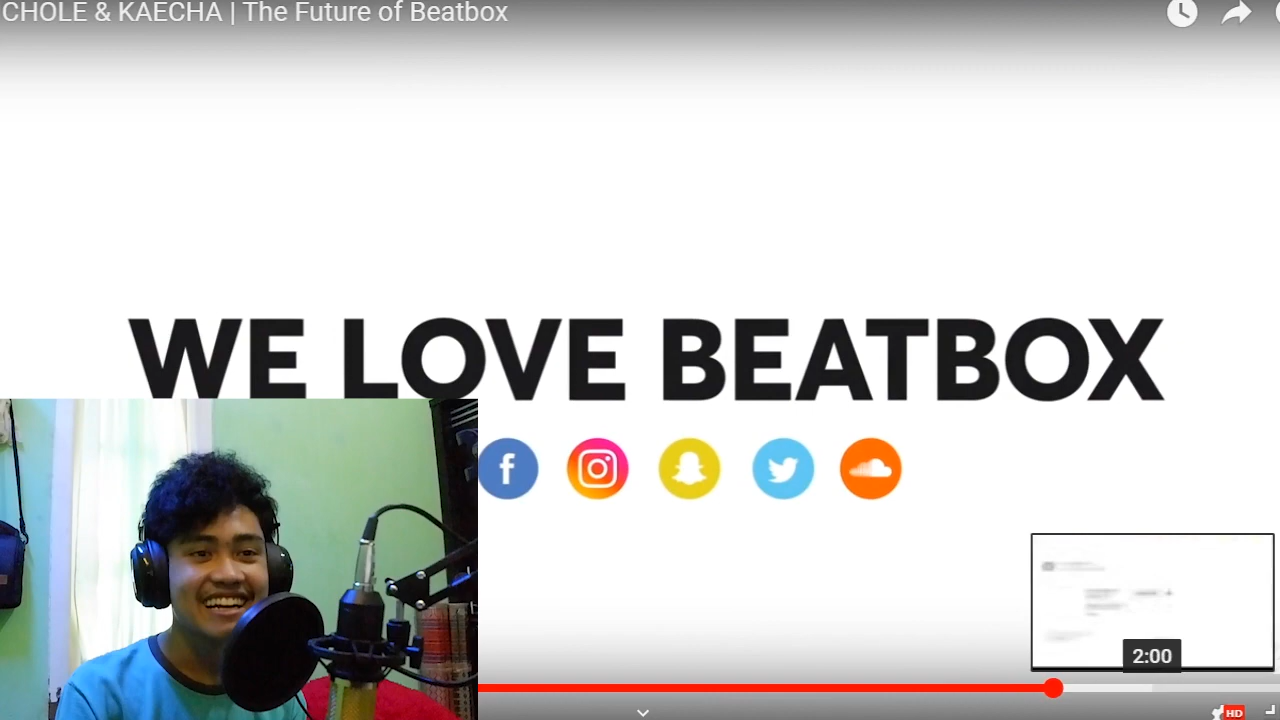 CHOLE & KAECHA | The Future of Beatbox
WE LOVE BEATBOX
f
2:00
HD